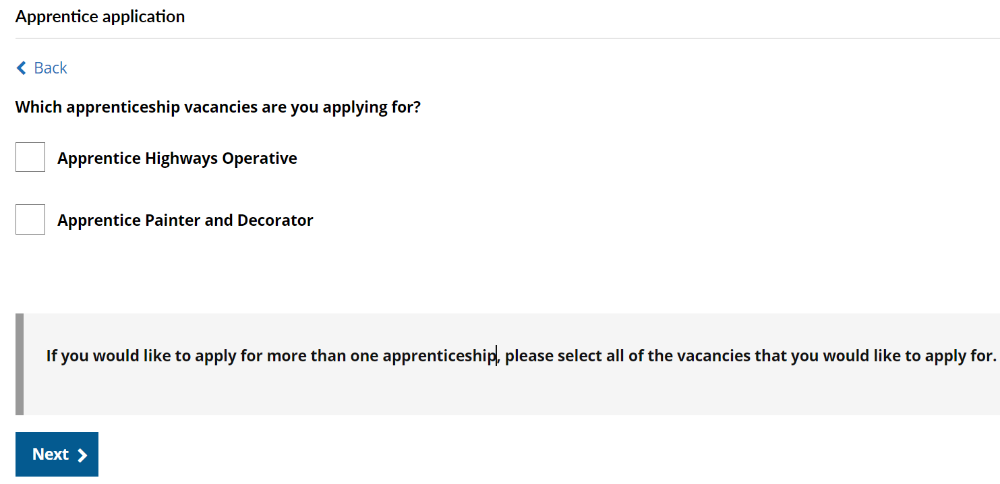 Apprentice application
Back
Which apprenticeship vacancies are you applying for?
Apprentice Highways Operative
Apprentice Painter and Decorator
If you would like to apply for more than one apprenticeship, please select all of the vacancies that you would like to apply for.
Next